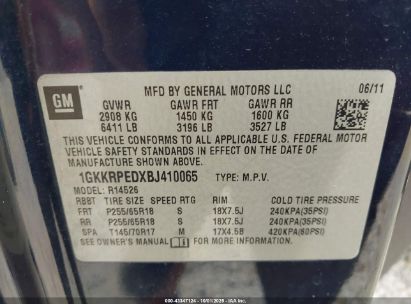 GM
MFD BY GENERAL MOTORS LLC 06/11
GVWR GAWR FRT GAWR RR
2908 KG 1450 KG 1600 KG
6411 LB 3196 LB 3527 LB
THIS VEHICLE CONFORMS TO ALL APPLICABLE U.S. FEDERAL MOTOR
VEHICLE SAFETY STANDARDS IN EFFECT ON THE DATE OF
MANUFACTURE SHOWN ABOVE.
1GKKRPEDXBJ410065 TYPE: M.P.V.
MODEL: R14526
RBBT TIRE SIZE SPEED RTG RIM COLD TIRE PRESSURE
FRT P255/65R18 S 18X7.5J 240KPA(35PSI)
RR P255/65R18 S 18X7.5J 240KPA(35PSI)
SPA T145/70R17 M 17X4.5B 420KPA(60PSI)
SEE OWNER'S MANUAL FOR ADDITIONAL INFORMATION.